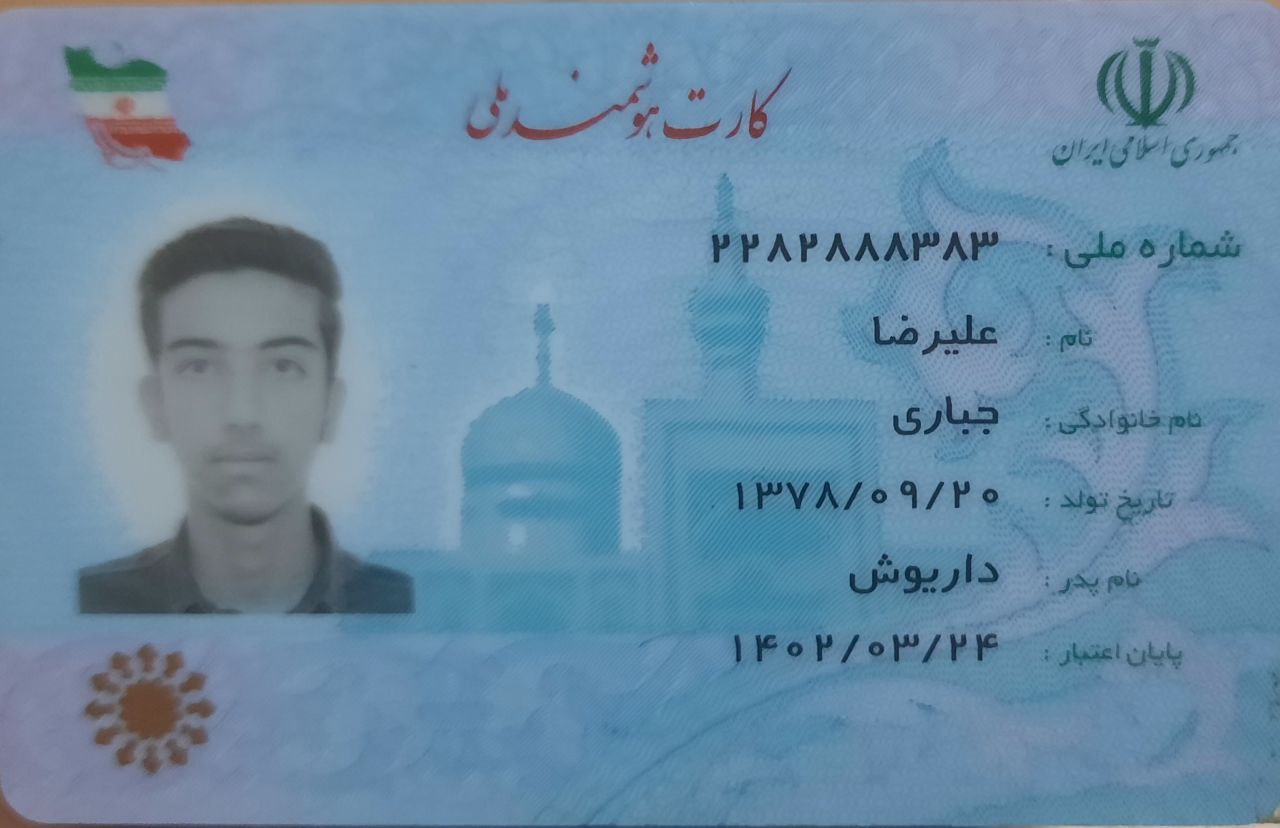 کارت هوشمند ملی
جمهوری اسلامی ایران
شماره ملی : ۲۲۸۲۸۸۸۳۸۳
نام : علیرضا
نام خانوادگی : جباری
تاریخ تولد : ۱۳۷۸/۰۹/۲۰
نام پدر : داریوش
پایان اعتبار : ۱۴۰۲/۰۳/۲۴